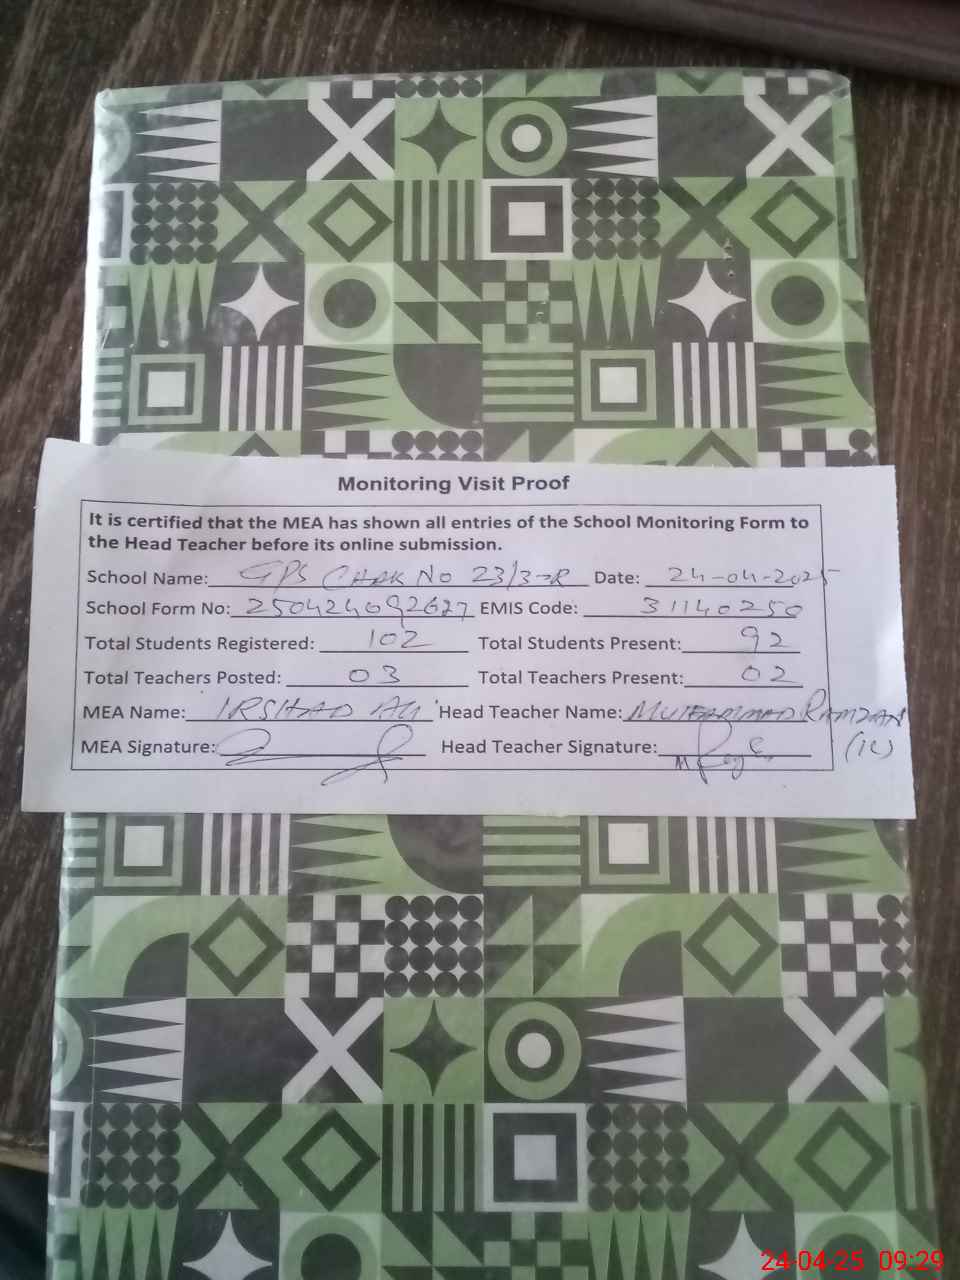 Monitoring Visit Proof
It is certified that the MEA has shown all entries of the School Monitoring Form to
the Head Teacher before its online submission.
School Name: GPS CHAK No 23/3-R Date: 24-04-2025
School Form No: 250424092627 EMIS Code: 31140250
Total Students Registered: 102 Total Students Present: 92
Total Teachers Posted: 03 Total Teachers Present: 02
MEA Name: IRSHAD Ali Head Teacher Name: MUHAMMAD RAMZAN
MEA Signature: Head Teacher Signature:
24-04-25 09:29